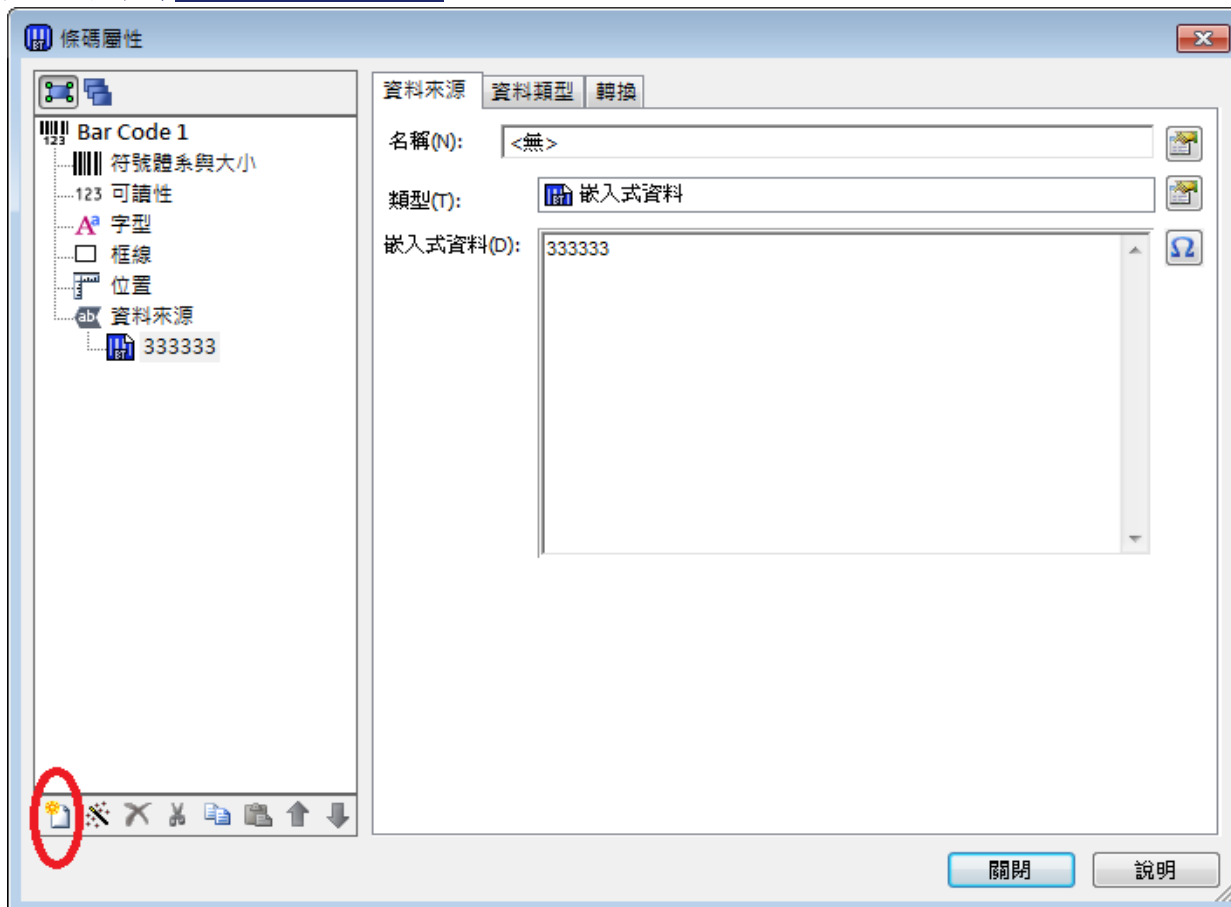 條碼屬性
資料來源 資料類型 轉換
Bar Code 1
符號體系與大小
123 可讀性
字型
框線
位置
ab 資料來源
333333
名稱(N): <無>
類型(T): 嵌入式資料
嵌入式資料(D): 333333
Ω
關閉 說明